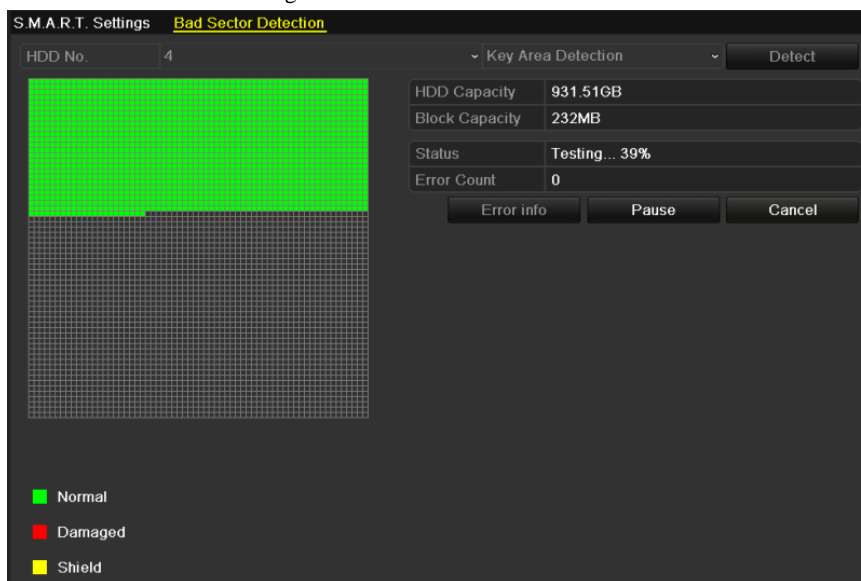 S.M.A.R.T. Settings Bad Sector Detection
HDD No. 4 Key Area Detection Detect
HDD Capacity 931.51GB
Block Capacity 232MB
Status Testing... 39%
Error Count 0
Error info Pause Cancel
Normal
Damaged
Shield